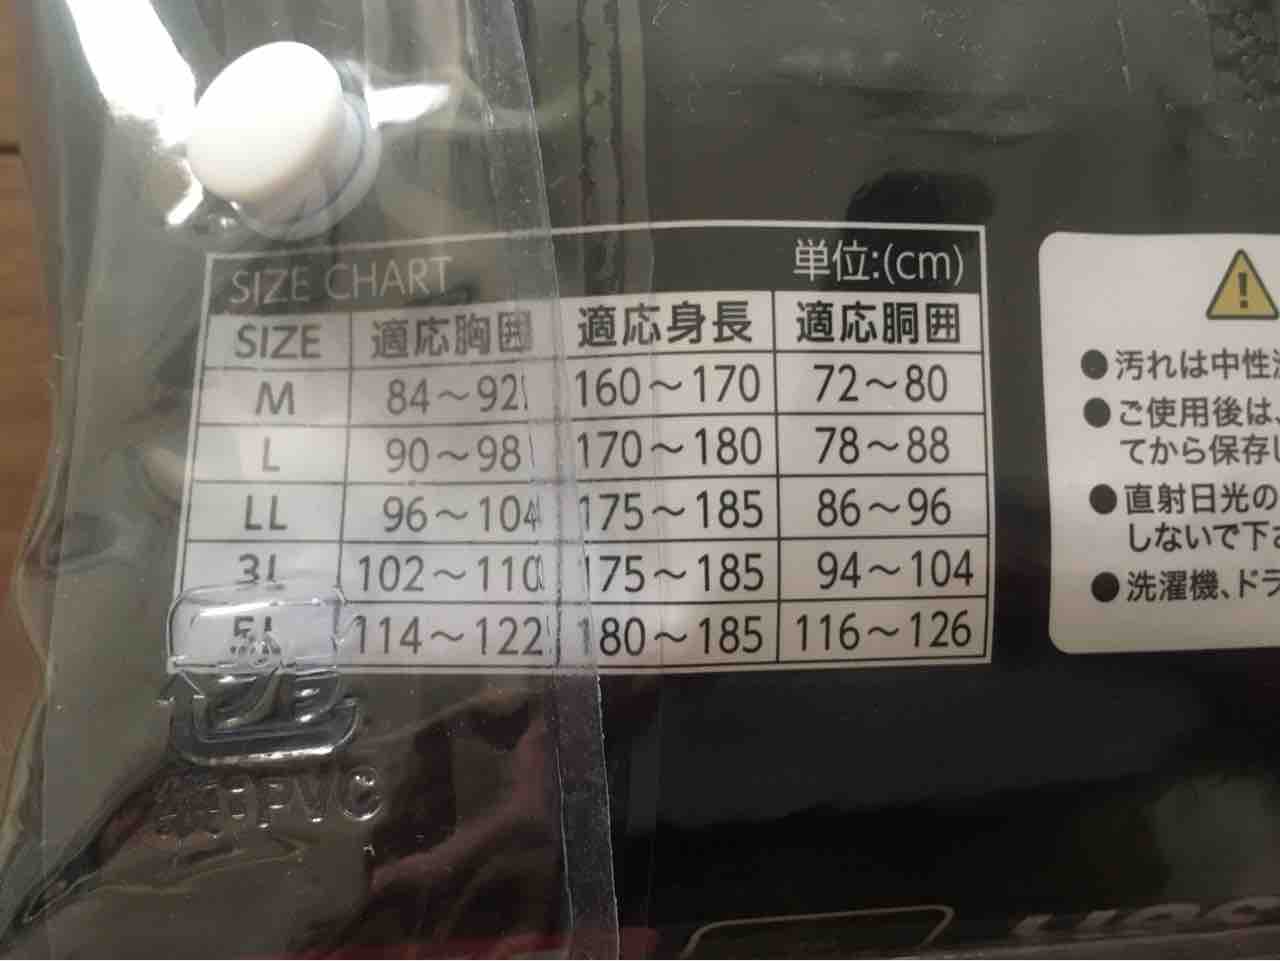 SIZE CHART 単位:(cm)
SIZE 適応胸囲 適応身長 適応胴囲
M 84～92 160～170 72～80
L 90～98 170～180 78～88
LL 96～104 175～185 86～96
3L 102～110 175～185 94～104
5L 114～122 180～185 116～126
●汚れは中性
●ご使用後は、
てから保存し
●直射日光の
しないで下さ
●洗濯機、ドラ
PVC